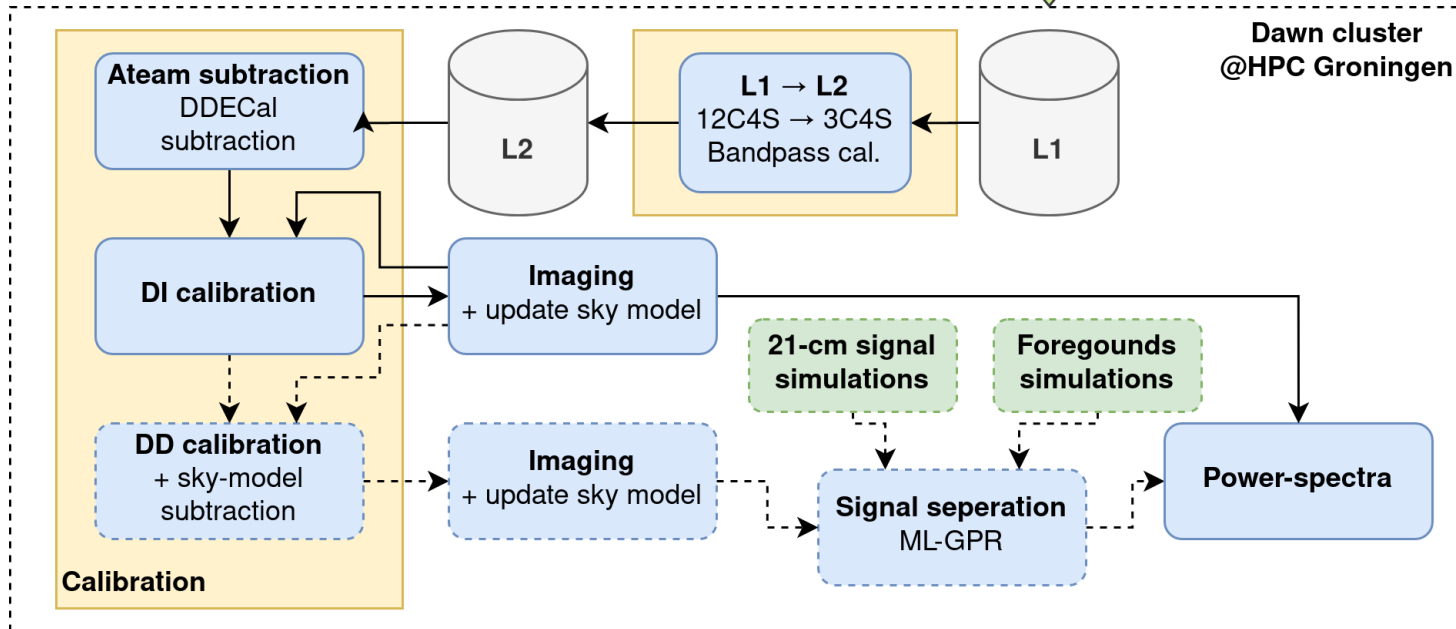 Dawn cluster
@HPC Groningen
Ateam subtraction
DDECal
subtraction
L2
L1 → L2
12C4S → 3C4S
Bandpass cal.
L1
DI calibration
Imaging
+ update sky model
21-cm signal
simulations
Foregounds
simulations
DD calibration
+ sky-model
subtraction
Imaging
+ update sky model
Signal seperation
ML-GPR
Power-spectra
Calibration